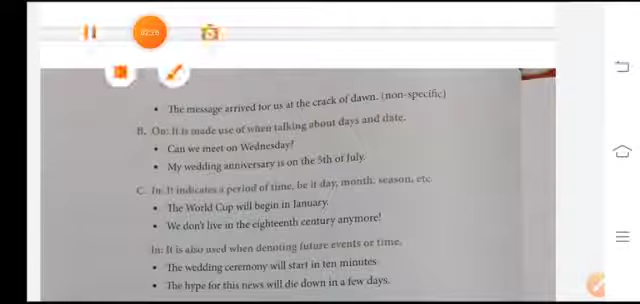 • The message arrived for us at the crack of dawn. (non-specific)
B. On: It is made use of when talking about days and date.
• Can we meet on Wednesday?
• My wedding anniversary is on the 5th of July.
C. In: It indicates a period of time, be it day, month, season, etc.
• The World Cup will begin in January.
• We don't live in the eighteenth century anymore!
In: It is also used when denoting future events or time.
• The wedding ceremony will start in ten minutes.
• The hype for this news will die down in a few days.